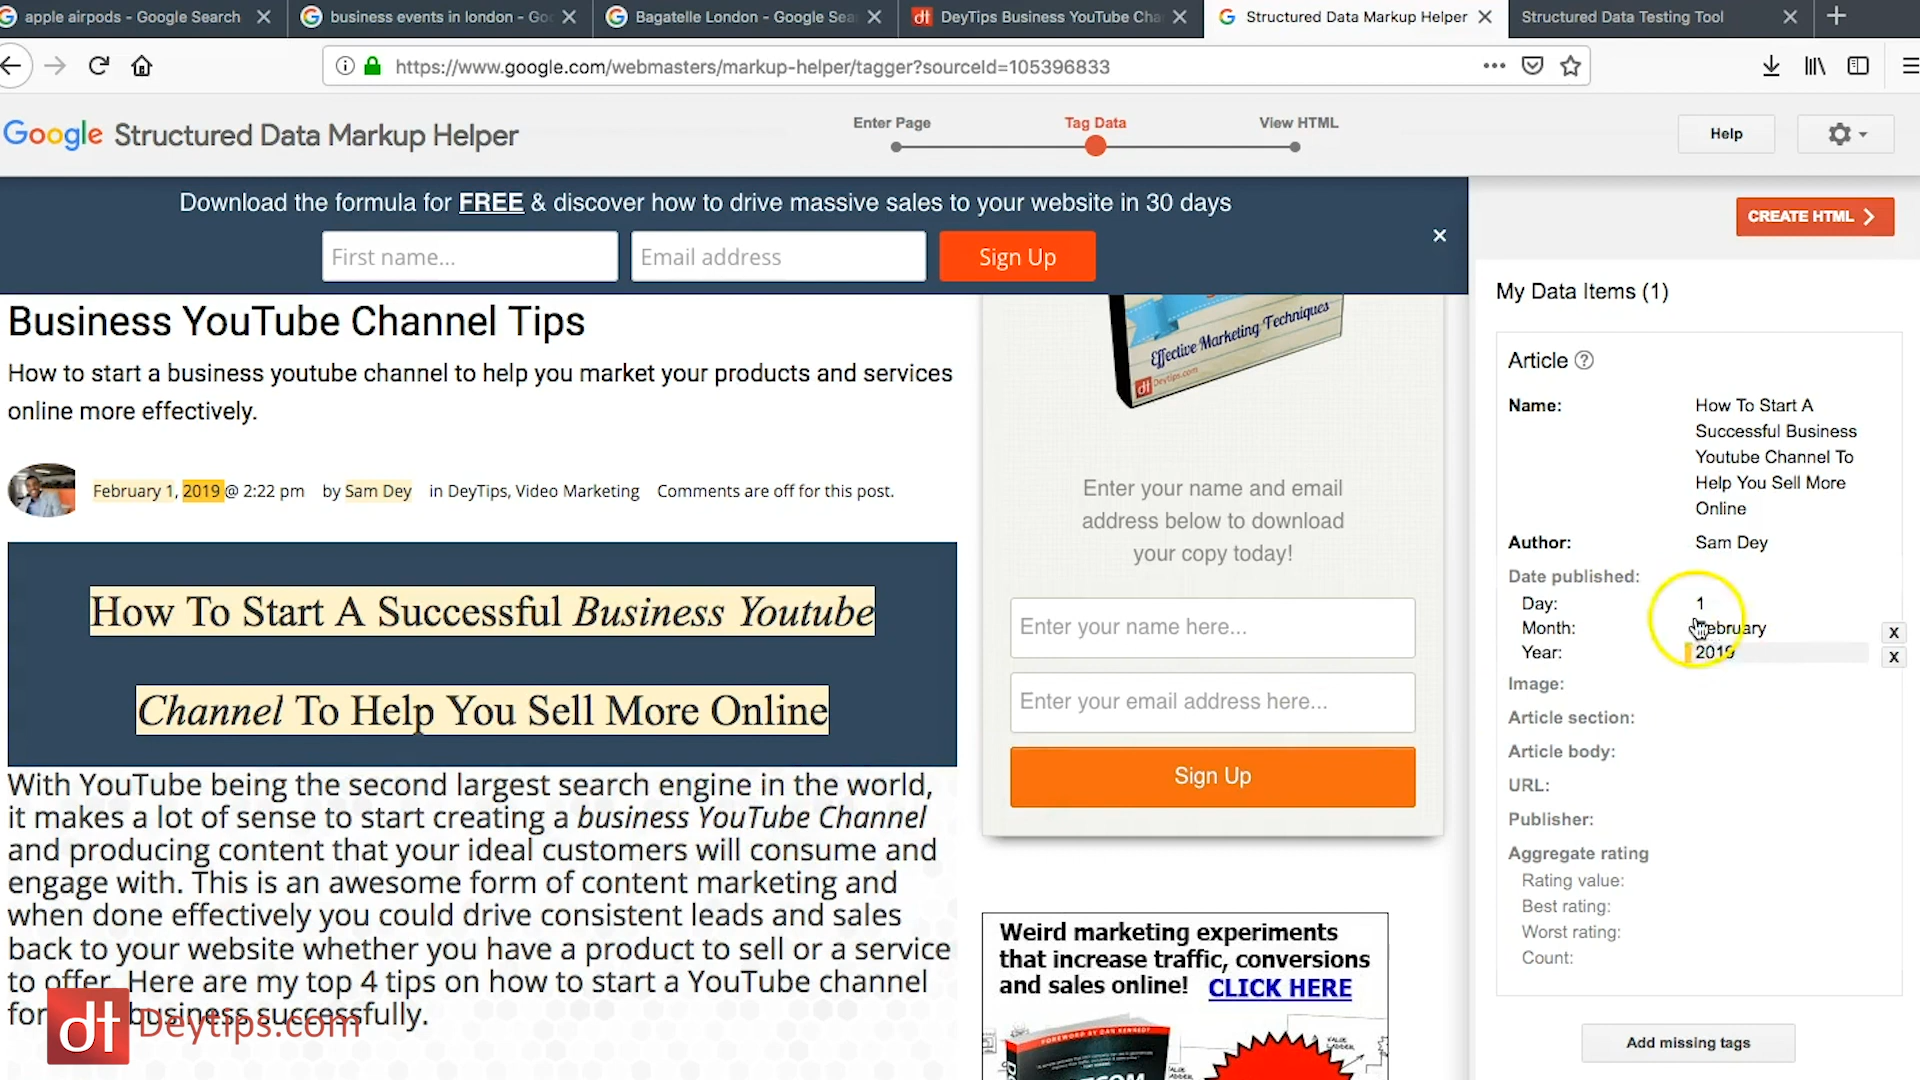 apple airpods - Google Search
business events in london - Go
Bagatelle London - Google Sea
dt DeyTips Business YouTube Cha
Structured Data Markup Helper
Structured Data Testing Tool
https://www.google.com/webmasters/markup-helper/tagger?sourceId=105396833
Google Structured Data Markup Helper
Enter Page
Tag Data
View HTML
Help
Download the formula for FREE & discover how to drive massive sales to your website in 30 days
First name...
Email address
Sign Up
CREATE HTML
Business YouTube Channel Tips
How to start a business youtube channel to help you market your products and services
online more effectively.
February 1, 2019 @ 2:22 pm by Sam Dey in DeyTips, Video Marketing Comments are off for this post.
How To Start A Successful Business Youtube
Channel To Help You Sell More Online
With YouTube being the second largest search engine in the world,
it makes a lot of sense to start creating a business YouTube Channel
and producing content that your ideal customers will consume and
engage with. This is an awesome form of content marketing and
when done effectively you could drive consistent leads and sales
back to your website whether you have a product to sell or a service
to offer. Here are my top 4 tips on how to start a YouTube channel
for business successfully.
dt Deytips.com
Effective Marketing Techniques
dt Deytips.com
Enter your name and email
address below to download
your copy today!
Enter your name here...
Enter your email address here...
Sign Up
Weird marketing experiments
that increase traffic, conversions
and sales online! CLICK HERE
FOREWORD BY DAN KENNEDY
VALUE LADDER
My Data Items (1)
Article
Name: How To Start A
Successful Business
Youtube Channel To
Help You Sell More
Online
Author: Sam Dey
Date published:
Day: 1
Month: February
Year: 2019
X
X
Image:
Article section:
Article body:
URL:
Publisher:
Aggregate rating
Rating value:
Best rating:
Worst rating:
Count:
Add missing tags